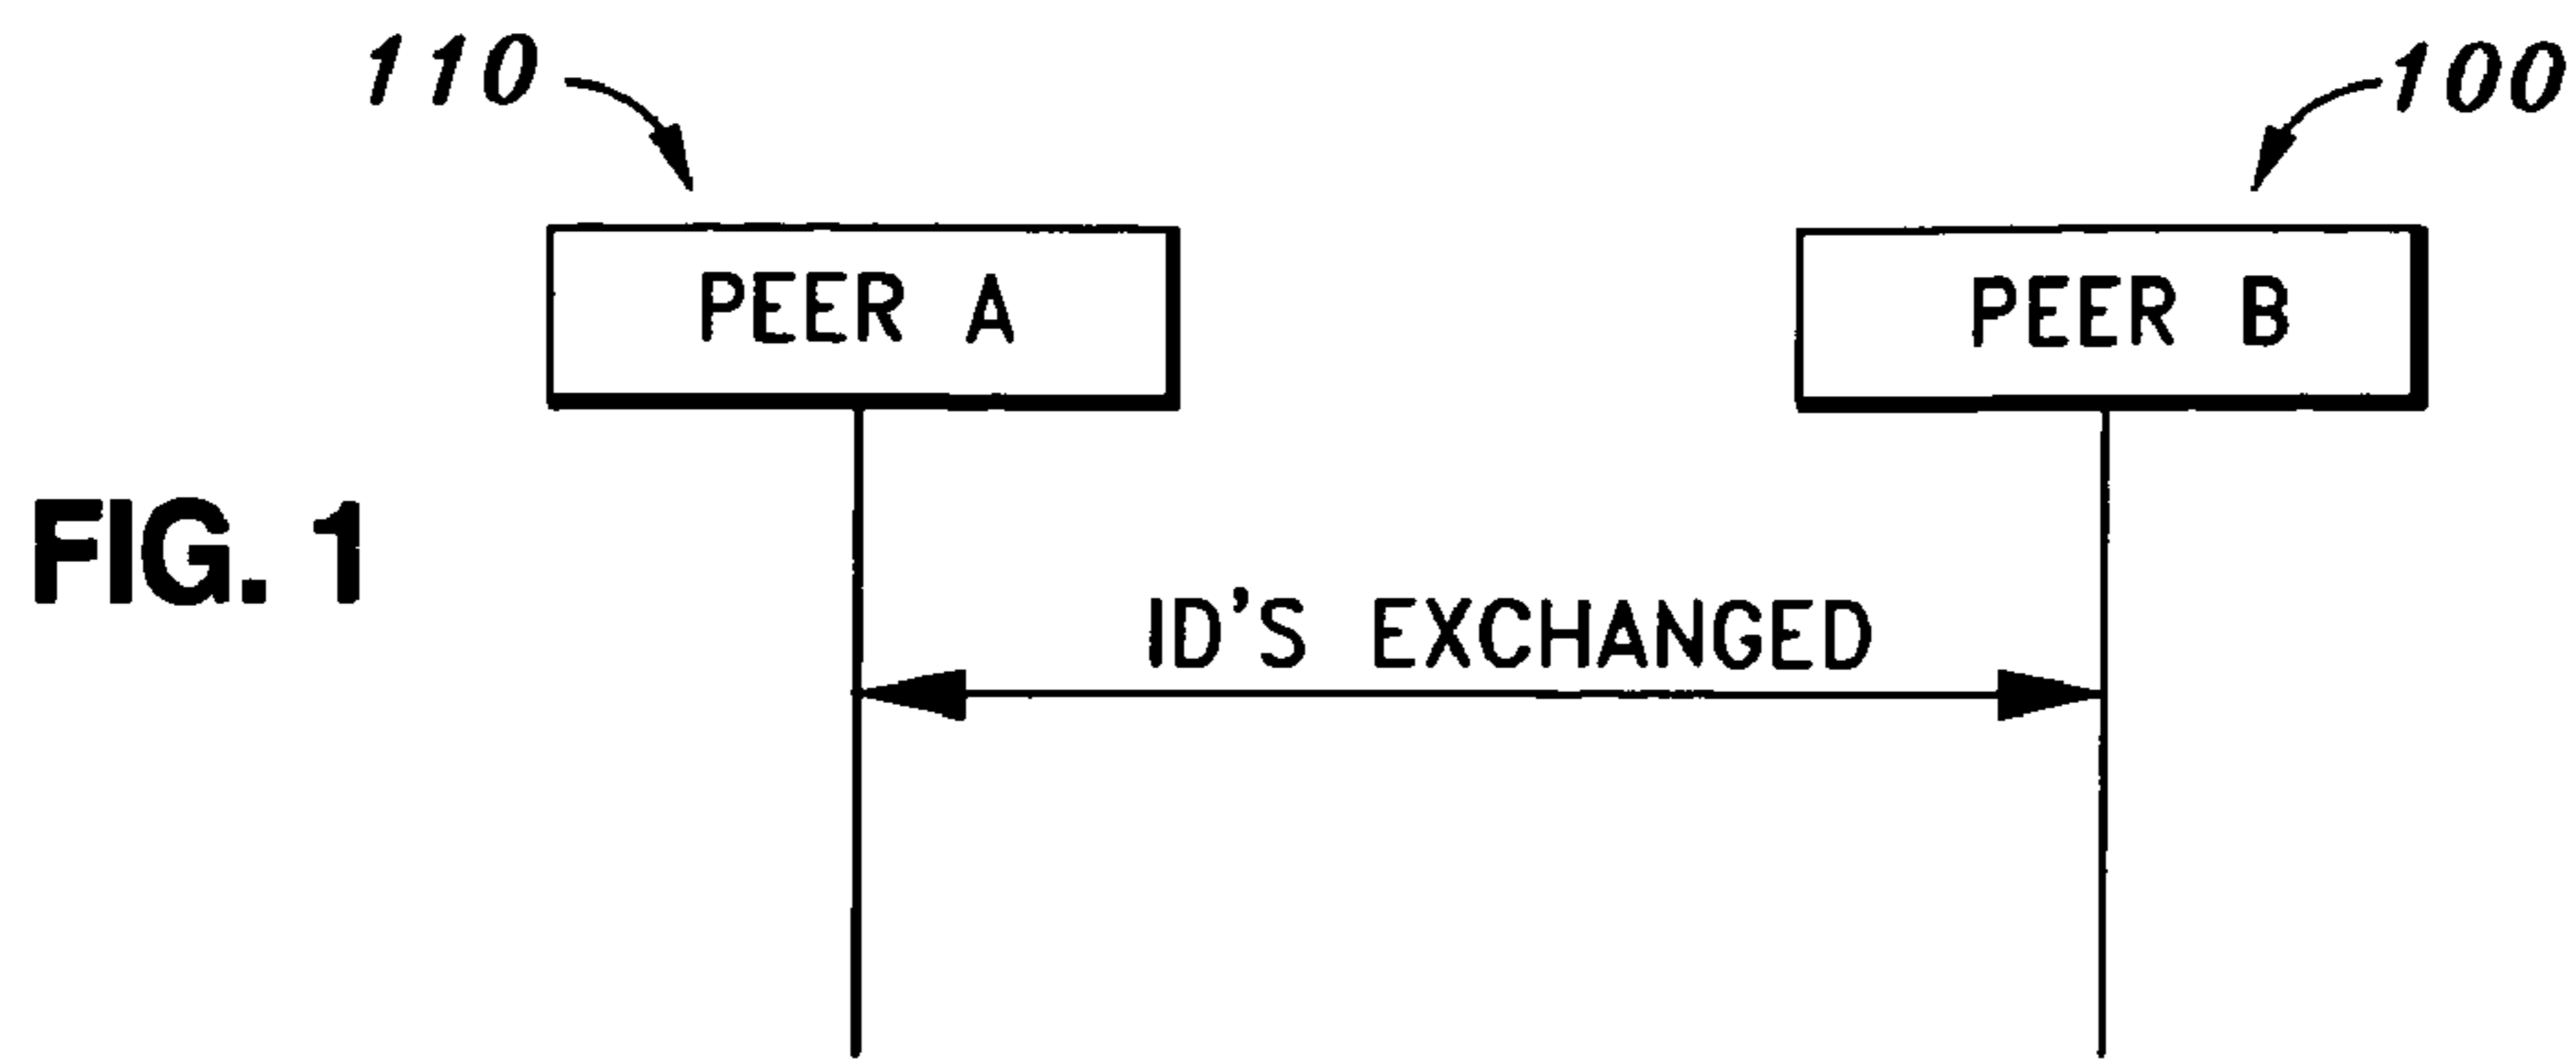 110
100
PEER A
PEER B
FIG. 1
ID'S EXCHANGED